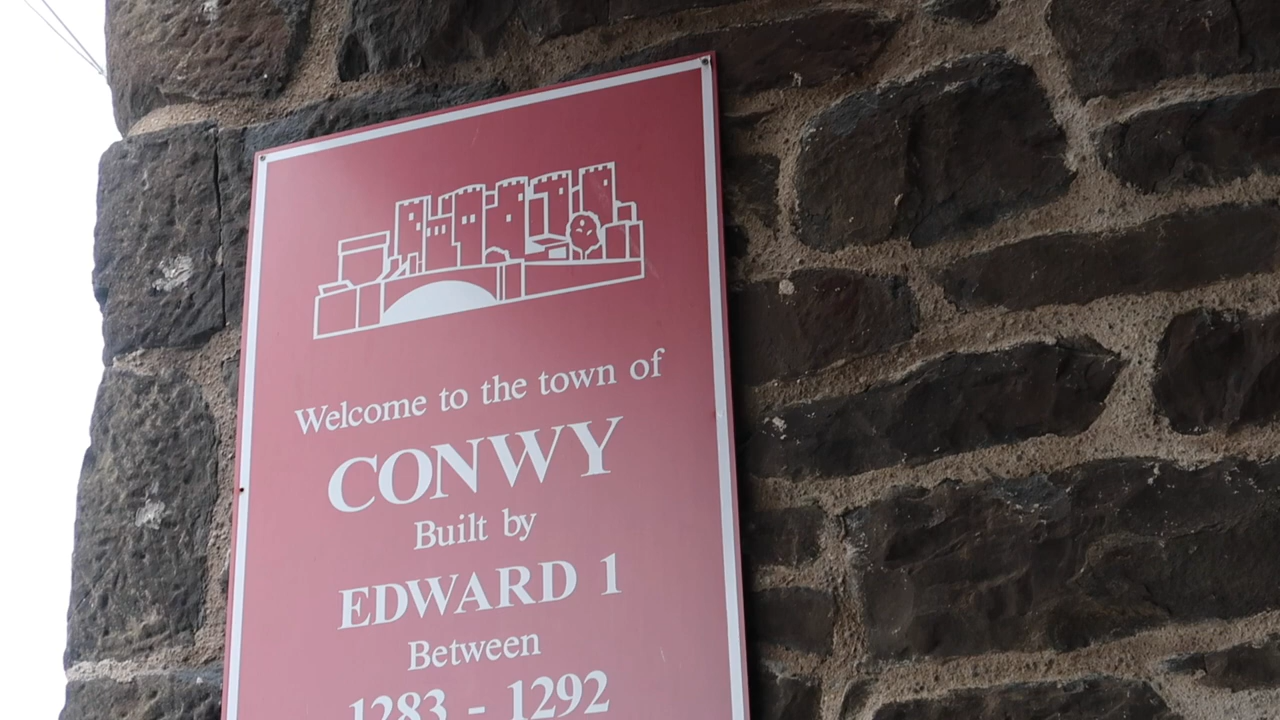 Welcome to the town of
CONWY
Built by
EDWARD 1
Between
1283 - 1292